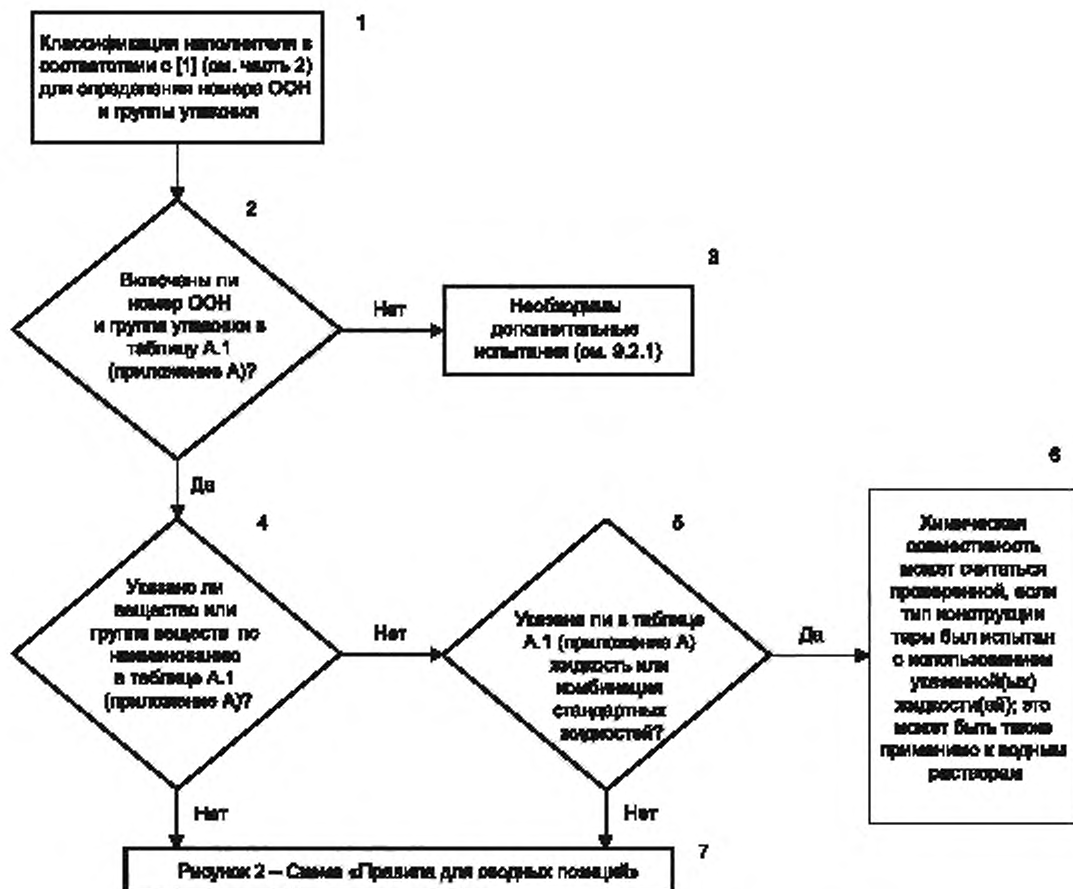 1
Классификация наполнителя в
соответствии с [1] (см. часть 2)
для определения номера ООН
и группы упаковки
2
Включены ли
номер ООН
и группа упаковки в
таблицу А.1
(приложение А)?
Нет
3
Необходимы
дополнительные
испытания (см. 9.2.1)
Да
4
Указано ли
вещество или
группа веществ по
наименованию
в таблице А.1
(приложение А)?
Нет
5
Указана ли в таблице
А.1 (приложение А)
жидкость или
комбинация
стандартных
жидкостей?
Да
6
Химическая
совместимость
может считаться
проверенной, если
тип конструкции
тары был испытан
с использованием
указанной(ых)
жидкости(ей); это
может быть также
применимо к водным
растворам
Нет
Нет
7
Рисунок 2 – Схема «Правила для сводных позиций»